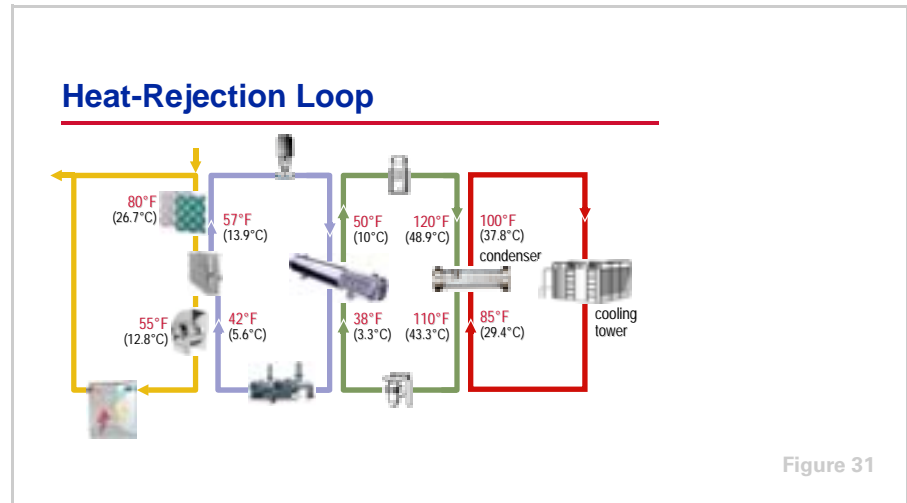 Heat-Rejection Loop
80°F
(26.7°C)
57°F
(13.9°C)
50°F
(10°C)
120°F
(48.9°C)
100°F
(37.8°C)
condenser
55°F
(12.8°C)
42°F
(5.6°C)
38°F
(3.3°C)
110°F
(43.3°C)
85°F
(29.4°C)
cooling
tower
Figure 31